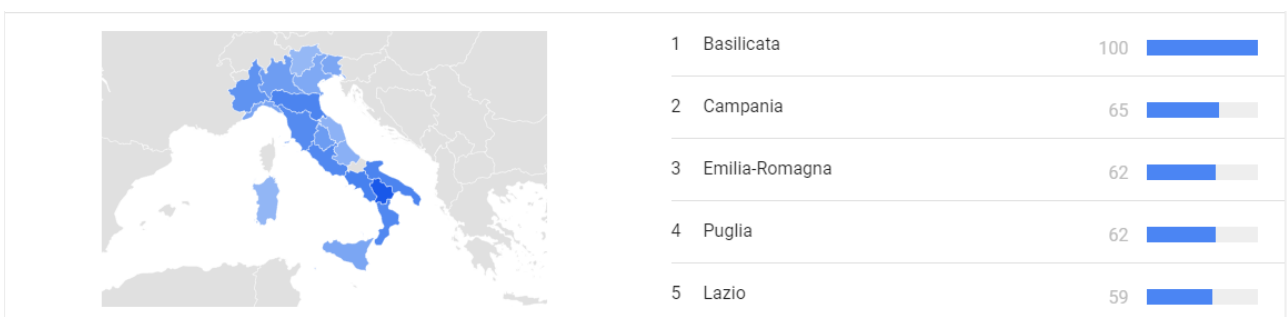 1 Basilicata 100
2 Campania 65
3 Emilia-Romagna 62
4 Puglia 62
5 Lazio 59